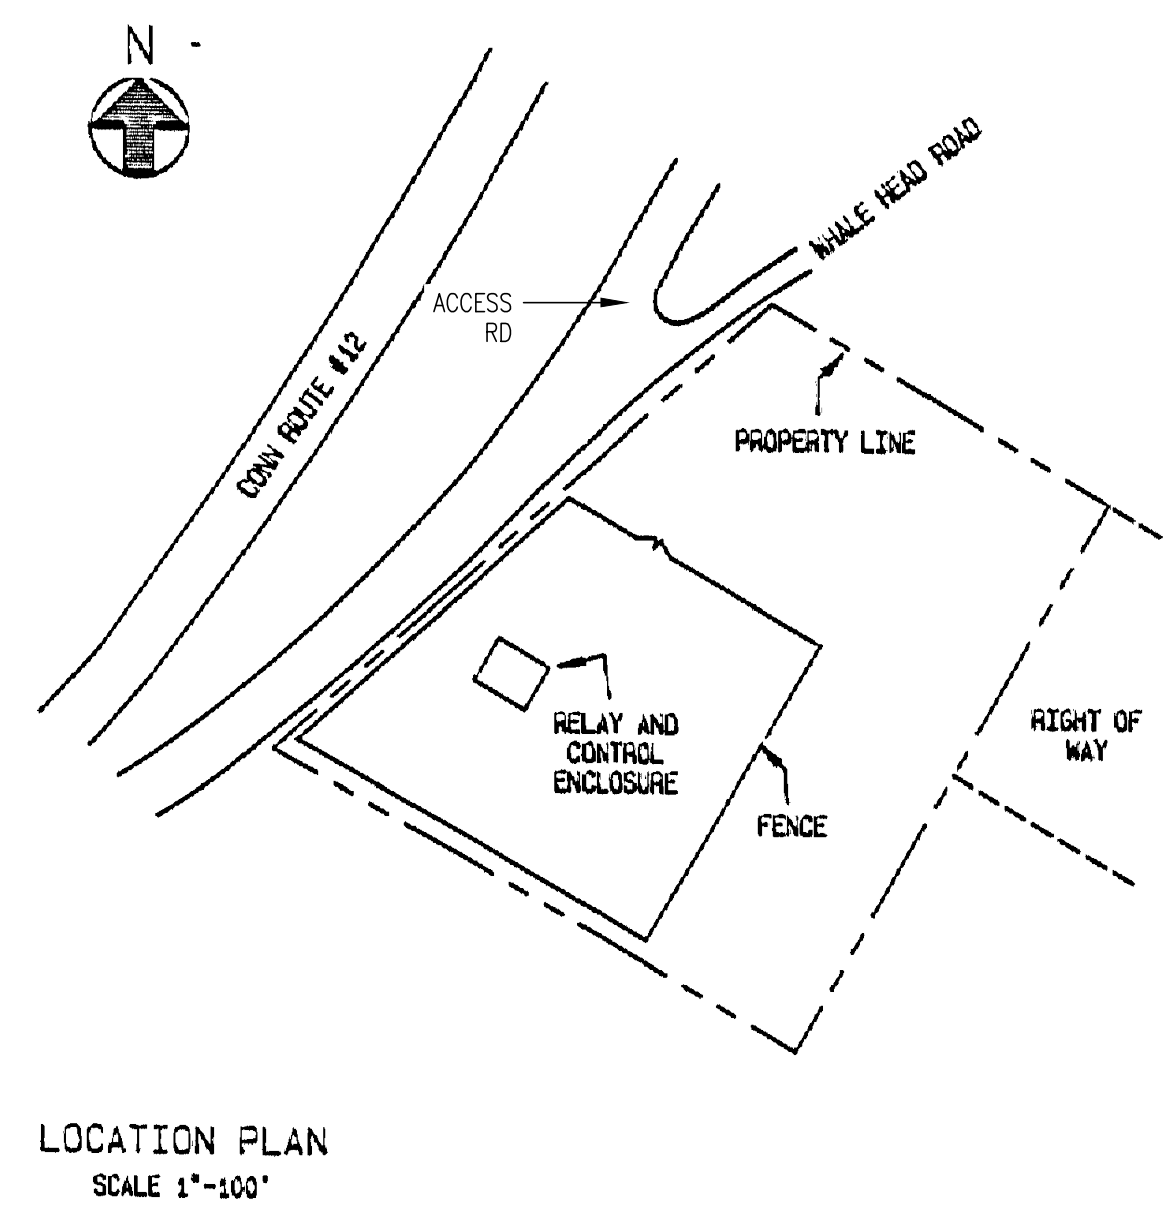 N -
WHALE HEAD ROAD
ACCESS
RD
CONN ROUTE #12
PROPERTY LINE
RELAY AND
CONTROL
ENCLOSURE
RIGHT OF
WAY
FENCE
LOCATION PLAN
SCALE 1"-100'